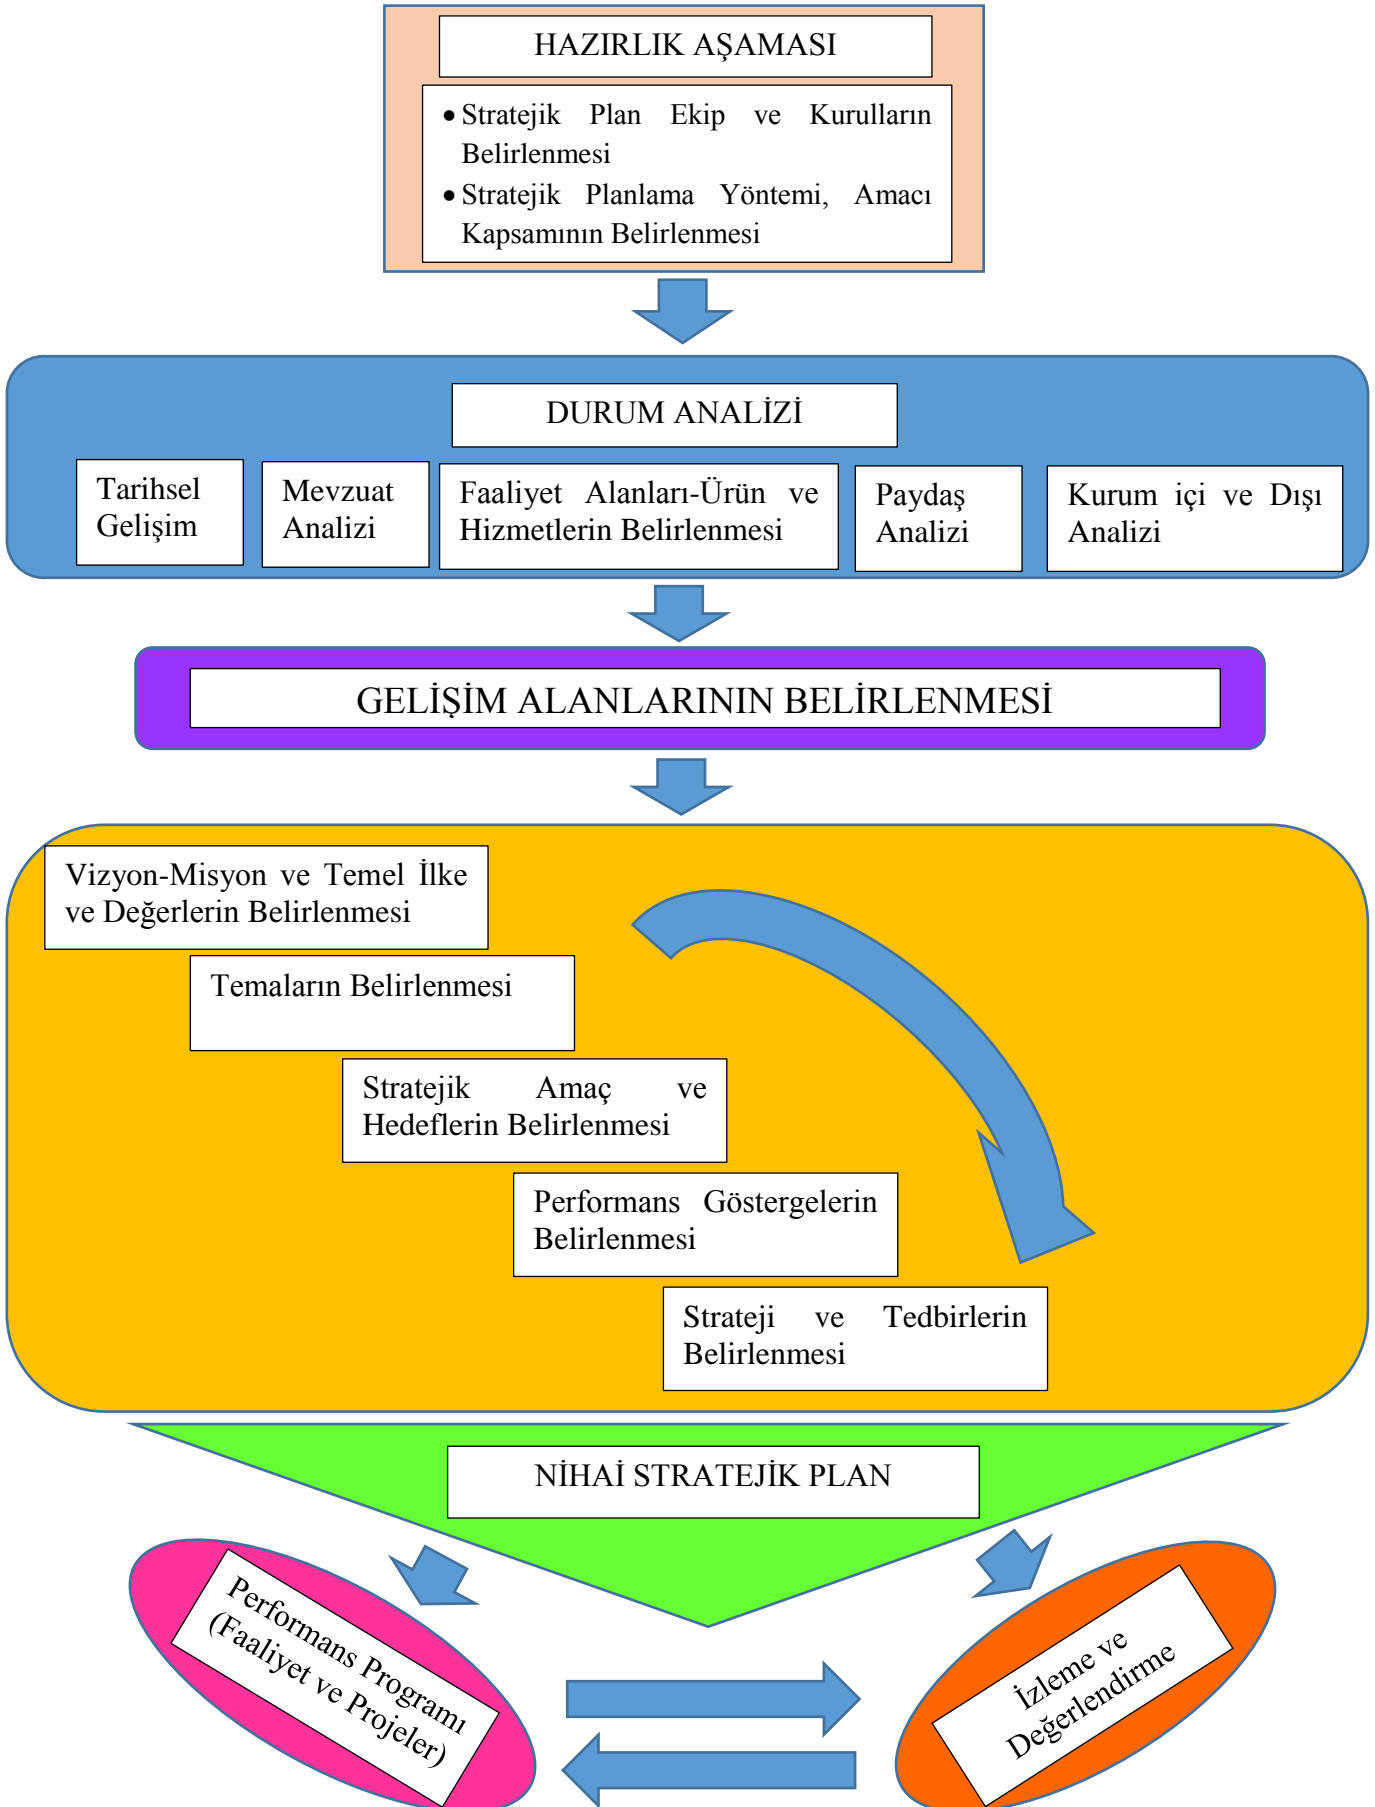 HAZIRLIK AŞAMASI
• Stratejik Plan Ekip ve Kurulların
Belirlenmesi
• Stratejik Planlama Yöntemi, Amacı
Kapsamının Belirlenmesi
DURUM ANALİZİ
Tarihsel
Gelişim
Mevzuat
Analizi
Faaliyet Alanları-Ürün ve
Hizmetlerin Belirlenmesi
Paydaş
Analizi
Kurum içi ve Dışı
Analizi
GELİŞİM ALANLARININ BELİRLENMESİ
Vizyon-Misyon ve Temel İlke
ve Değerlerin Belirlenmesi
Temaların Belirlenmesi
Stratejik Amaç ve
Hedeflerin Belirlenmesi
Performans Göstergelerin
Belirlenmesi
Strateji ve Tedbirlerin
Belirlenmesi
NİHAİ STRATEJİK PLAN
Performans Programı
(Faaliyet ve Projeler)
İzleme ve
Değerlendirme